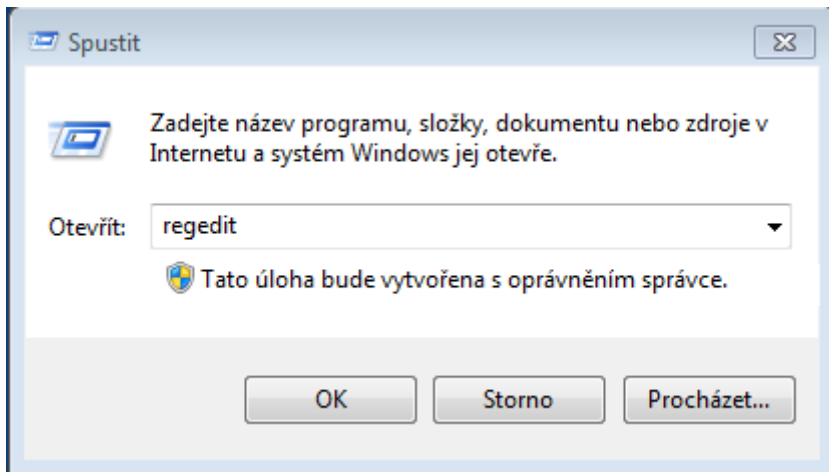 Spustit
Zadejte název programu, složky, dokumentu nebo zdroje v
Internetu a systém Windows jej otevře.
Otevřít: regedit
Tato úloha bude vytvořena s oprávněním správce.
OK Storno Procházet...